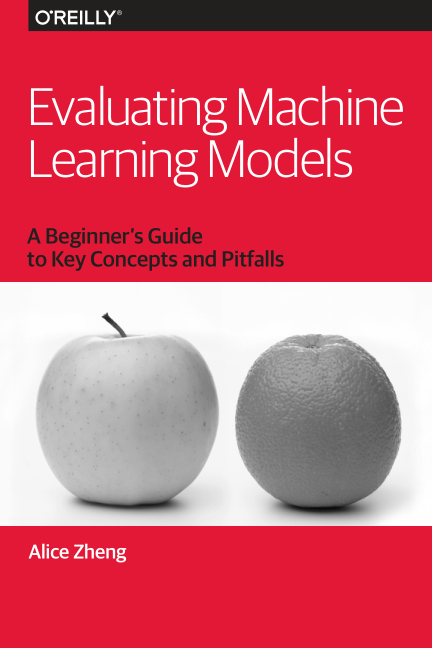 O'REILLY®
Evaluating Machine
Learning Models
A Beginner's Guide
to Key Concepts and Pitfalls
Alice Zheng